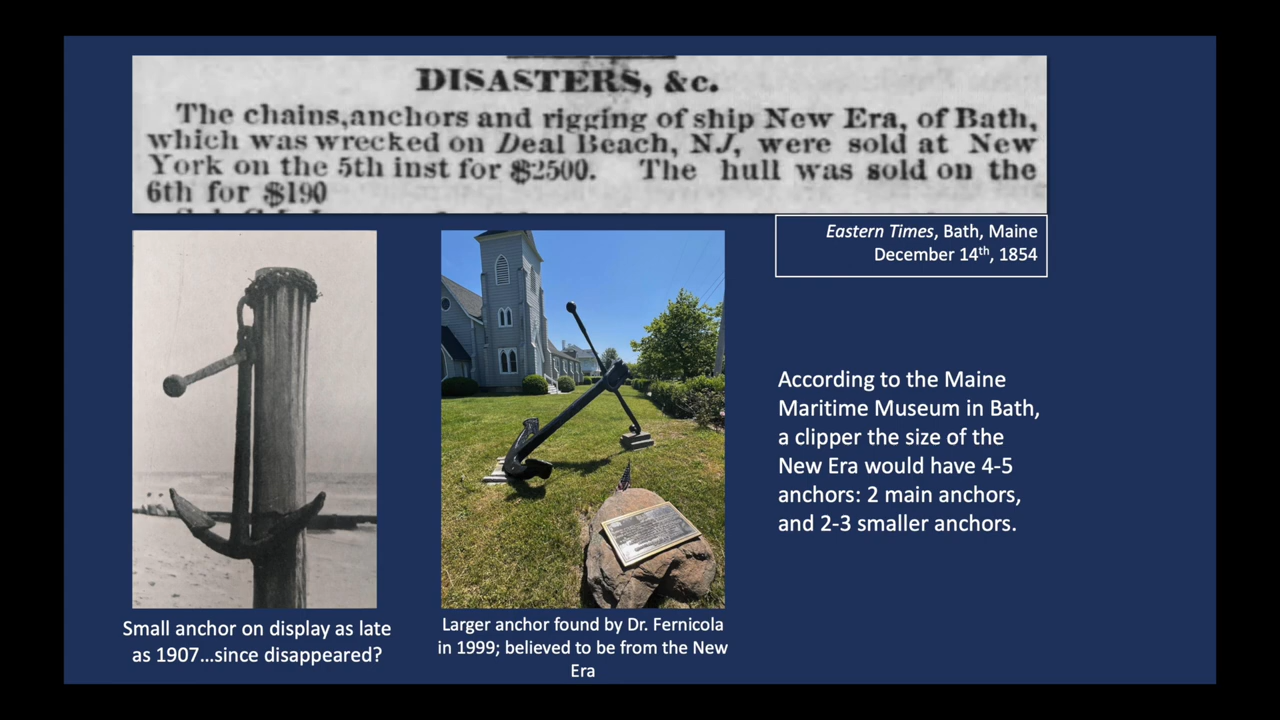 DISASTERS, &c.
The chains,anchors and rigging of ship New Era, of Bath,
which was wrecked on Deal Beach, NJ, were sold at New
York on the 5th inst for $2500. The hull was sold on the
6th for $190
Eastern Times, Bath, Maine
December 14th, 1854
According to the Maine
Maritime Museum in Bath,
a clipper the size of the
New Era would have 4-5
anchors: 2 main anchors,
and 2-3 smaller anchors.
Small anchor on display as late
as 1907...since disappeared?
Larger anchor found by Dr. Fernicola
in 1999; believed to be from the New
Era